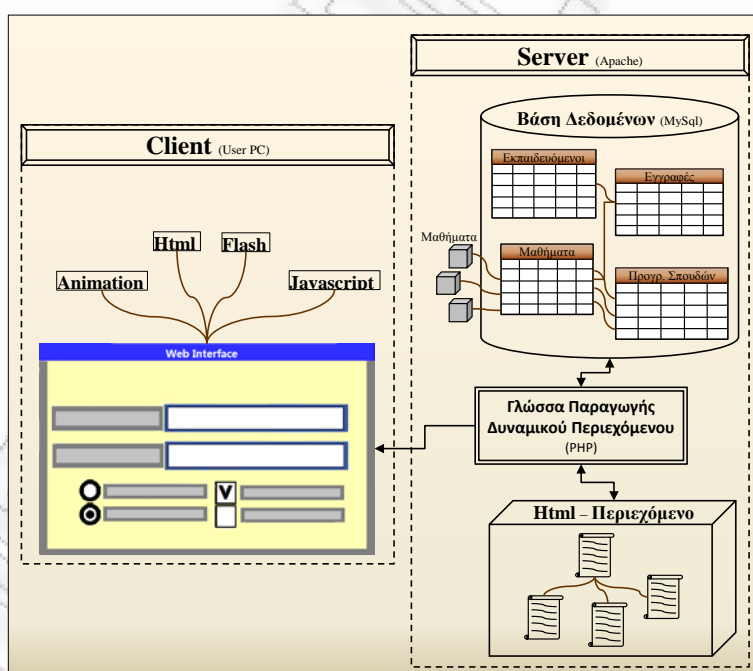 Server (Apache)
Βάση Δεδομένων (MySql)
Εκπαιδευόμενοι
Εγγραφές
Μαθήματα
Μαθήματα
Προγρ. Σπουδών
Client (User PC)
Html
Flash
Animation
Javascript
Web Interface
V
Γλώσσα Παραγωγής
Δυναμικού Περιεχόμενου
(PHP)
Html – Περιεχόμενο